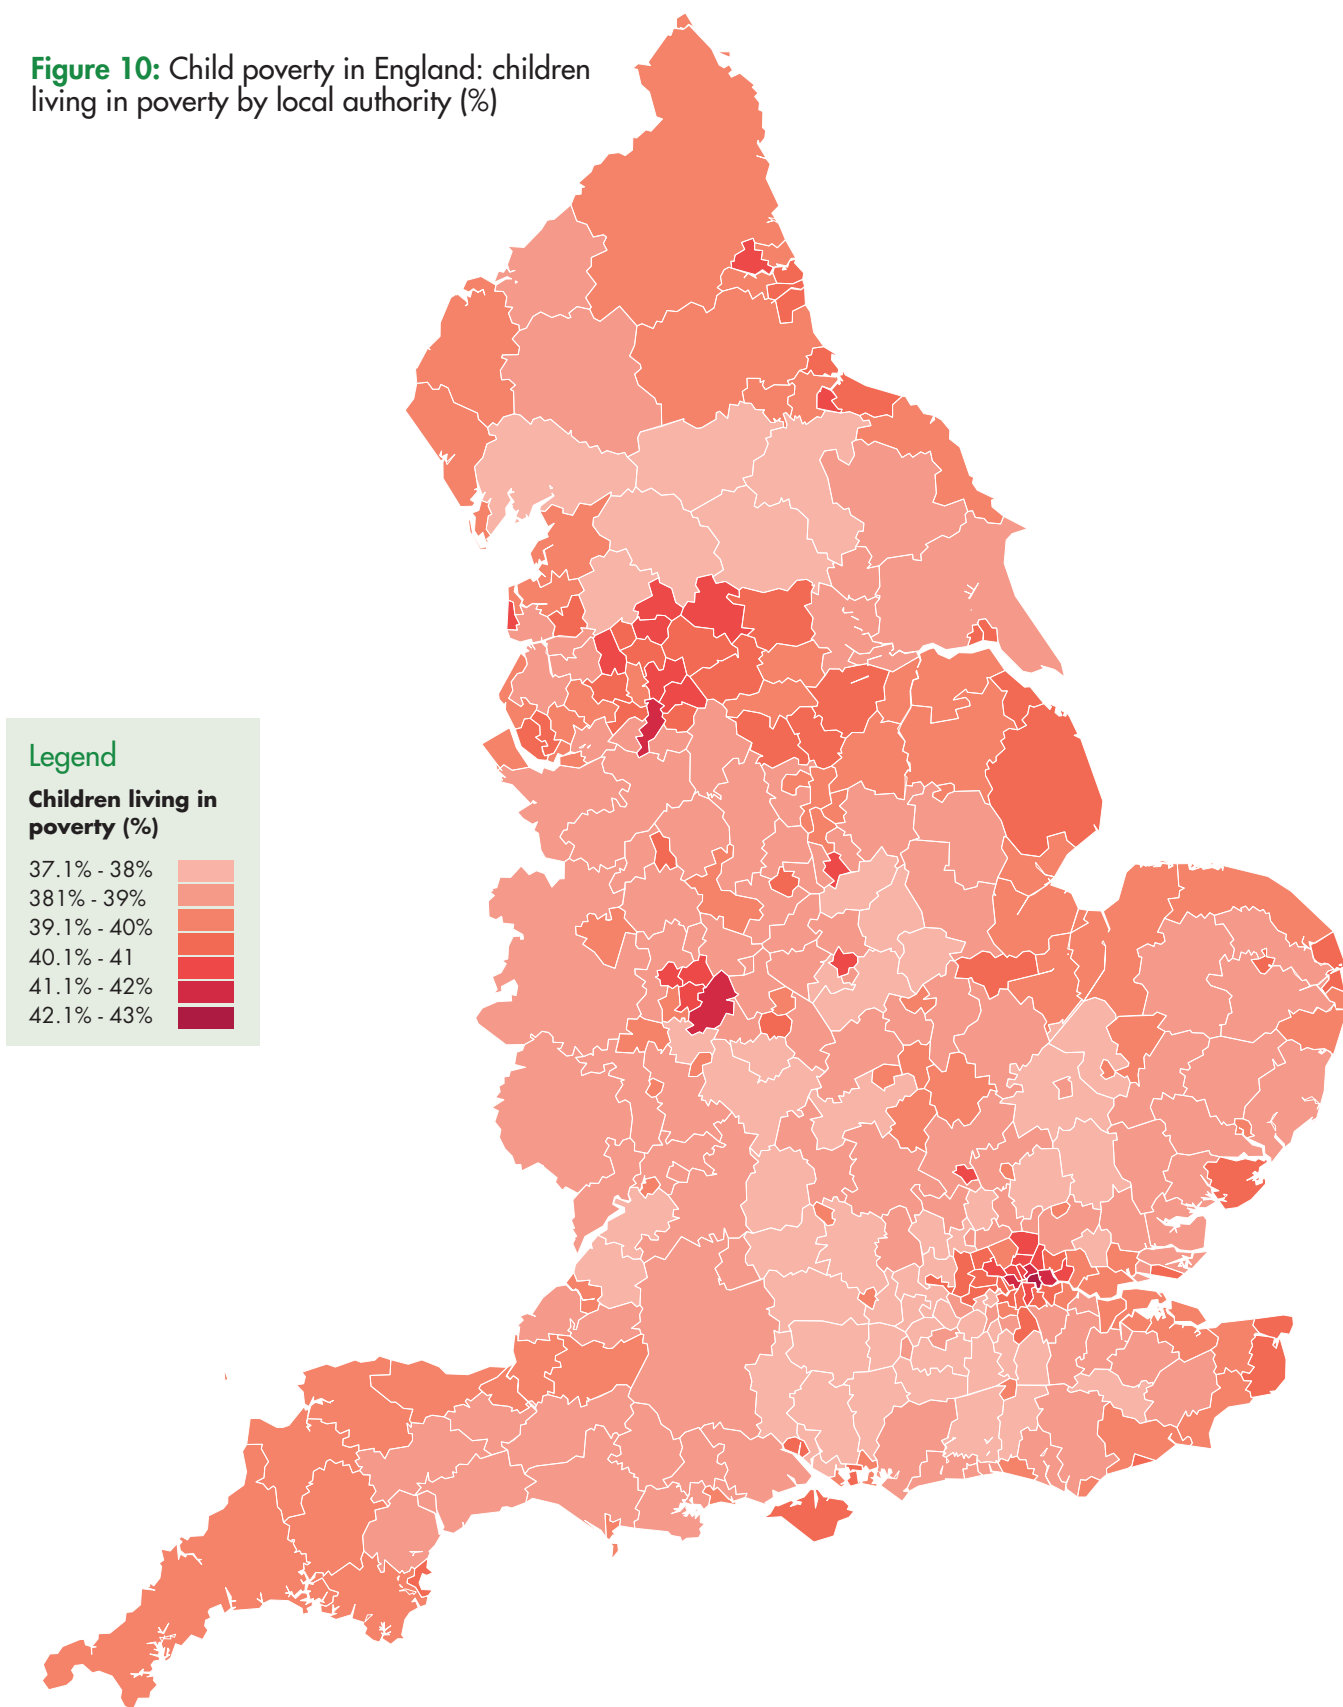 Figure 10: Child poverty in England: children
living in poverty by local authority (%)
Legend
Children living in
poverty (%)
37.1% - 38%
381% - 39%
39.1% - 40%
40.1% - 41
41.1% - 42%
42.1% - 43%